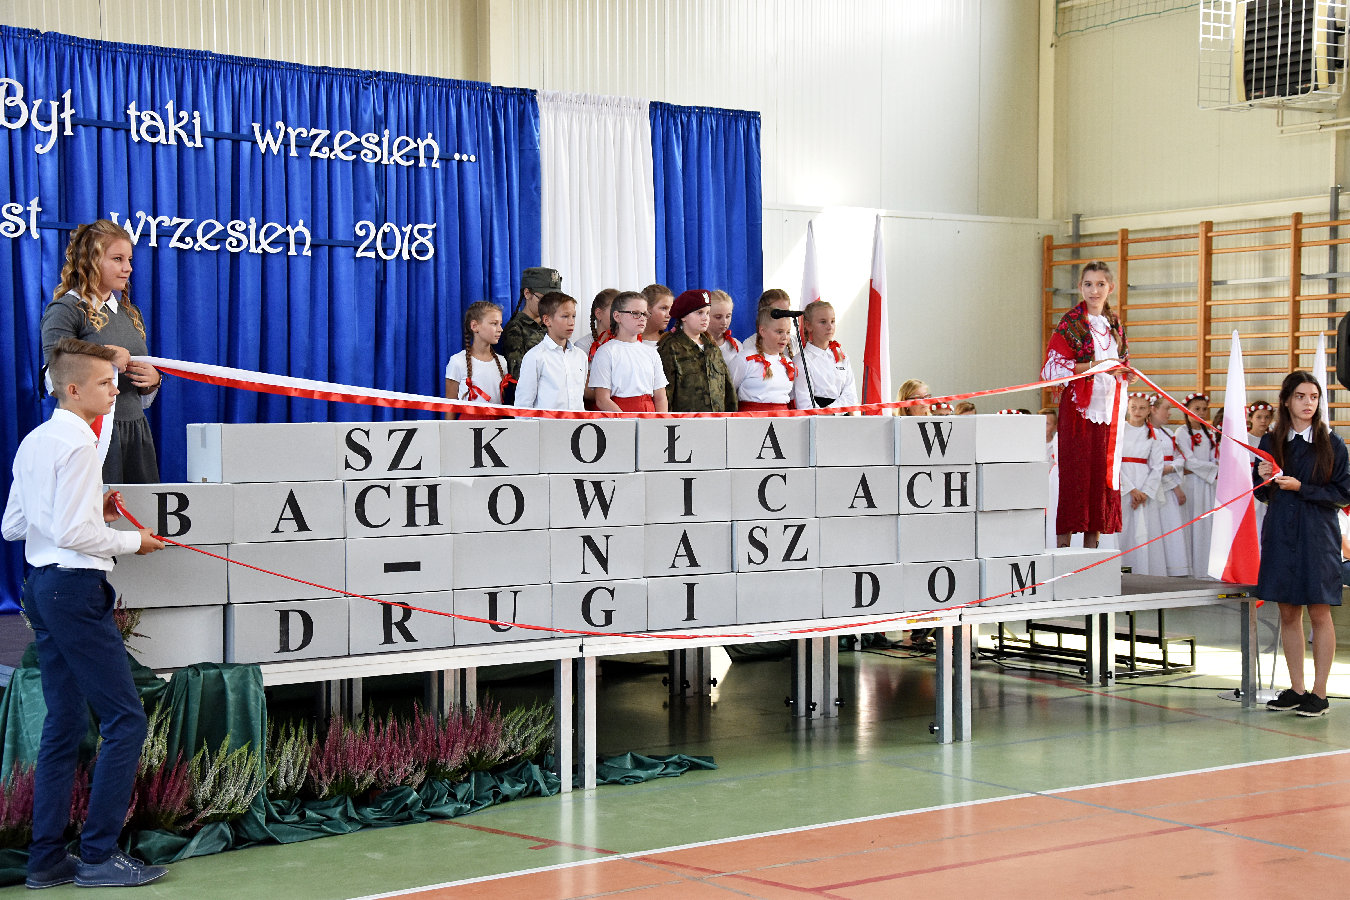 Był taki wrzesień ...
st wrzesień 2018
SZKOŁA W
BACHOWICACH
- NASZ
DRUGI DOM